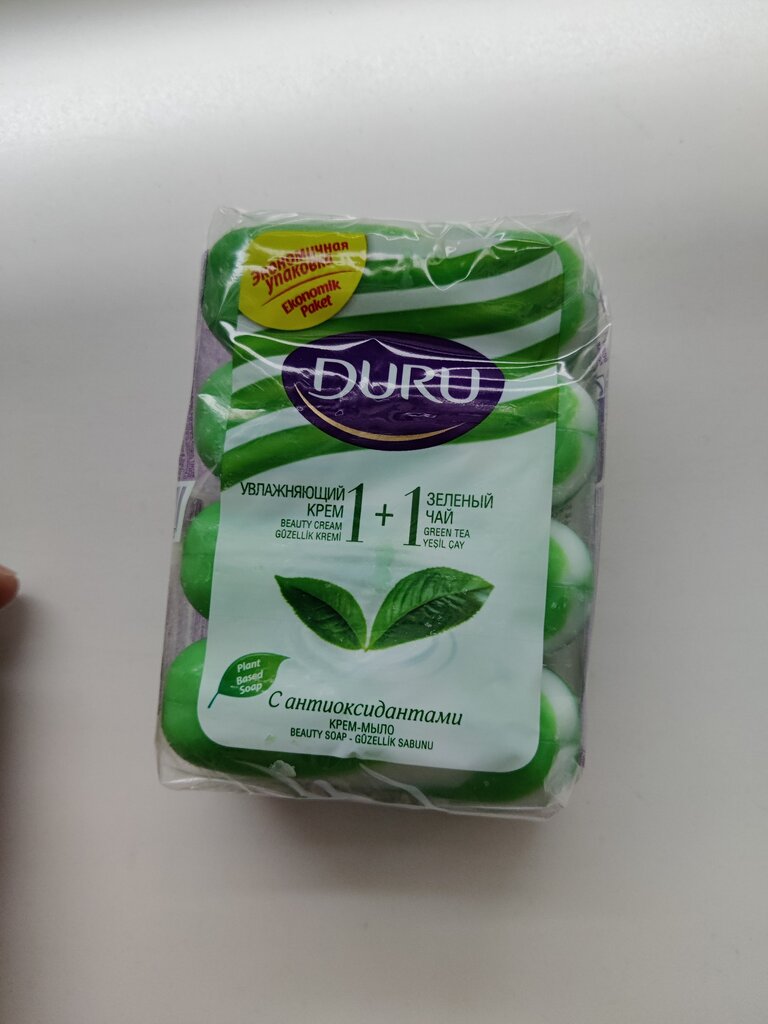 Экономичная
упаковка
Ekonomik
Paket
DURU
УВЛАЖНЯЮЩИЙ
КРЕМ
BEAUTY CREAM
GÜZELLİK KREMİ
1+1
ЗЕЛЕНЫЙ
ЧАЙ
GREEN TEA
YEŞİL ÇAY
Plant
Based
Soap
С антиоксидантами
КРЕМ-МЫЛО
BEAUTY SOAP - GÜZELLİK SABUNU